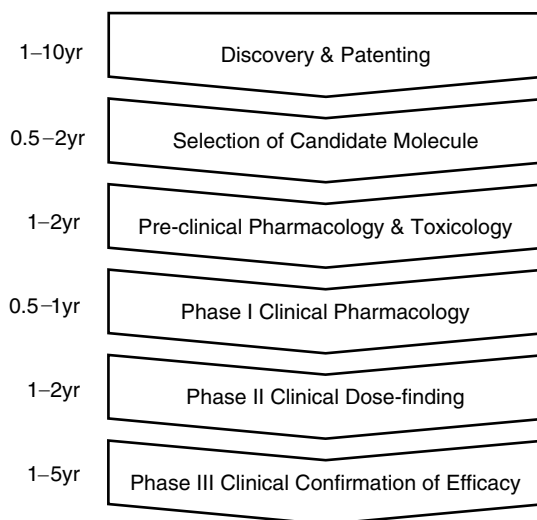 1–10yr Discovery & Patenting
0.5–2yr Selection of Candidate Molecule
1–2yr Pre-clinical Pharmacology & Toxicology
0.5–1yr Phase I Clinical Pharmacology
1–2yr Phase II Clinical Dose-finding
1–5yr Phase III Clinical Confirmation of Efficacy